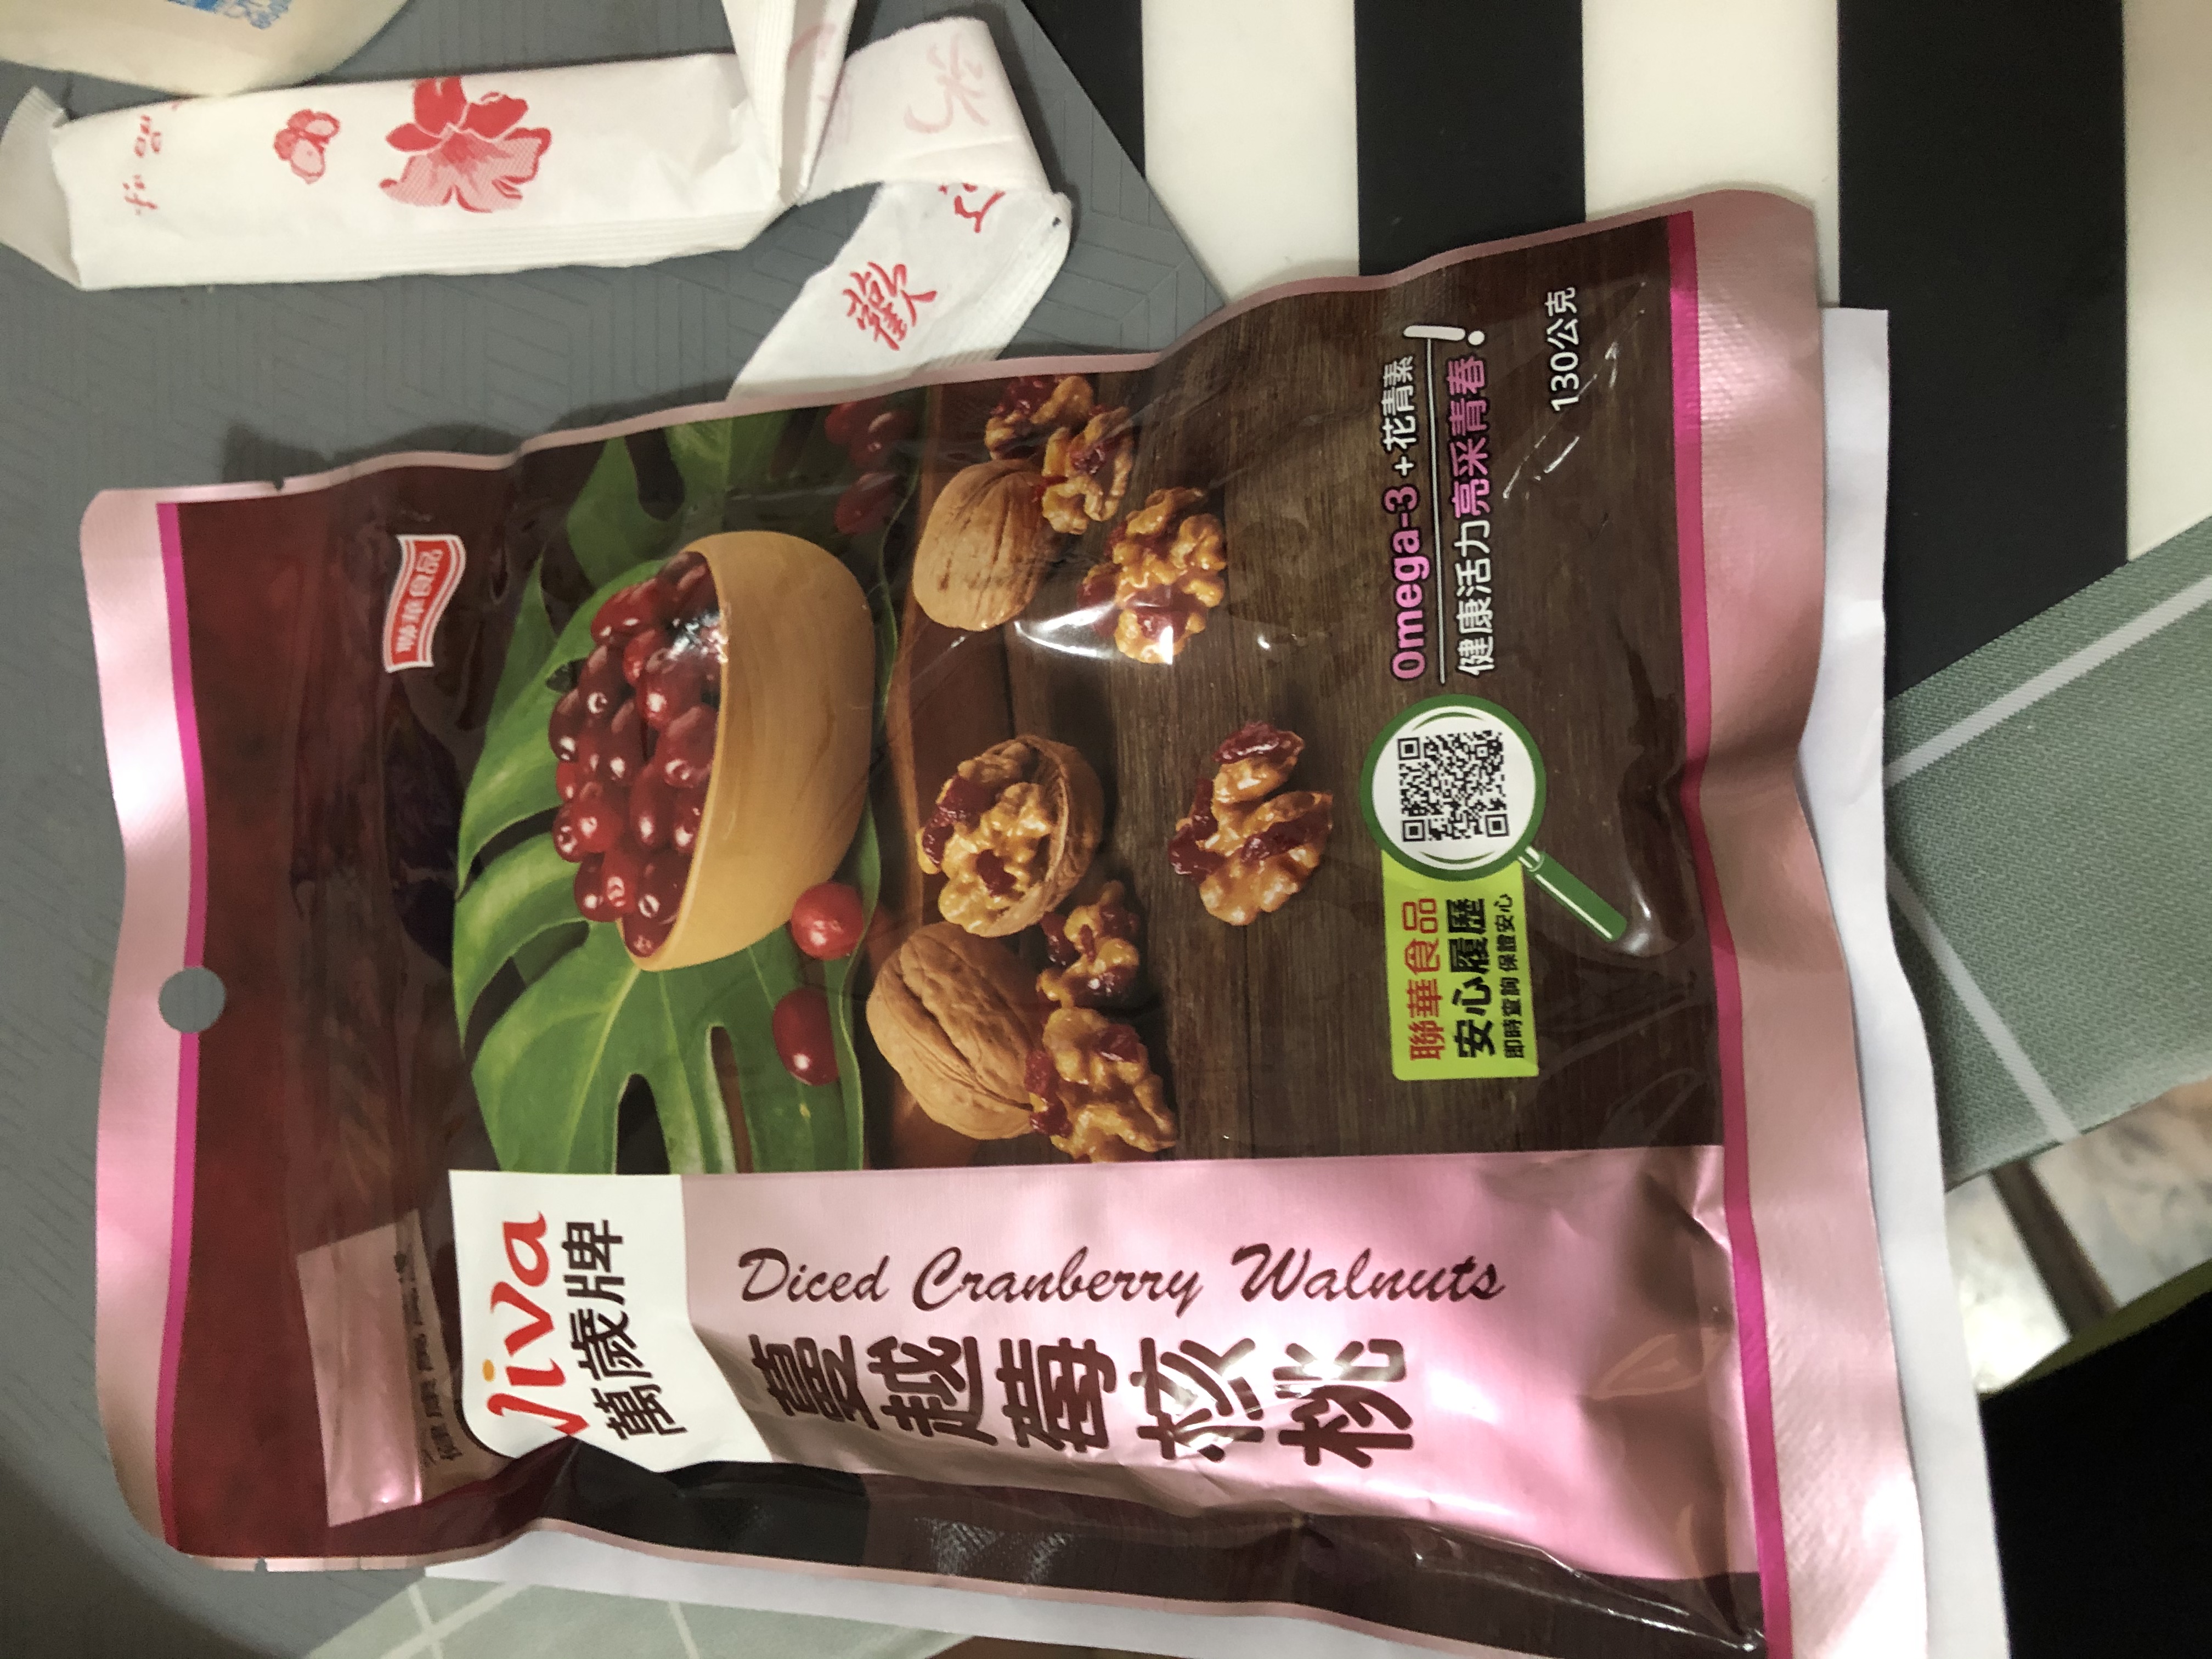 聯華食品
Viva
萬歲牌
Diced Cranberry Walnuts
蔓越莓核桃
聯華食品
安心履歷
即時查詢 保證安心
Omega-3+花青素
健康活力亮采青春!
130公克
歡